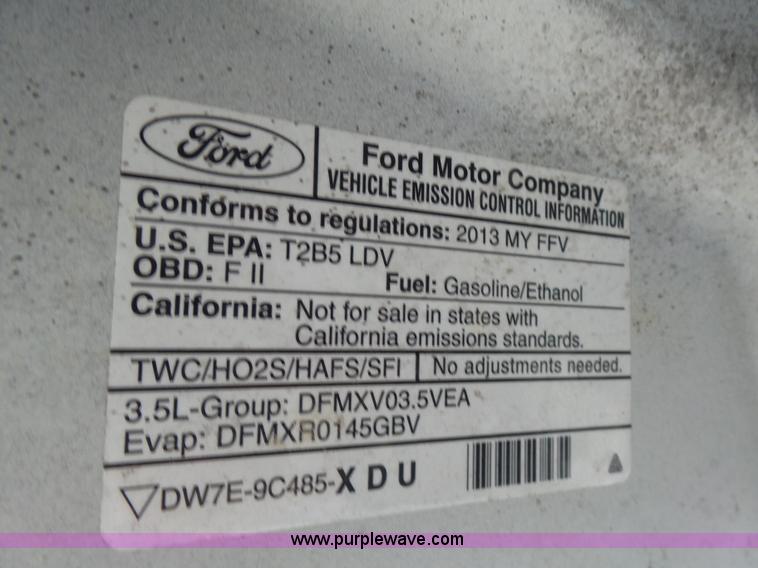 Ford
Ford Motor Company
VEHICLE EMISSION CONTROL INFORMATION
Conforms to regulations: 2013 MY FFV
U.S. EPA: T2B5 LDV
OBD: F II Fuel: Gasoline/Ethanol
California: Not for sale in states with
California emissions standards.
TWC/HO2S/HAFS/SFI No adjustments needed.
3.5L-Group: DFMXV03.5VEA
Evap: DFMXR0145GBV
DW7E-9C485-X D U
www.purplewave.com